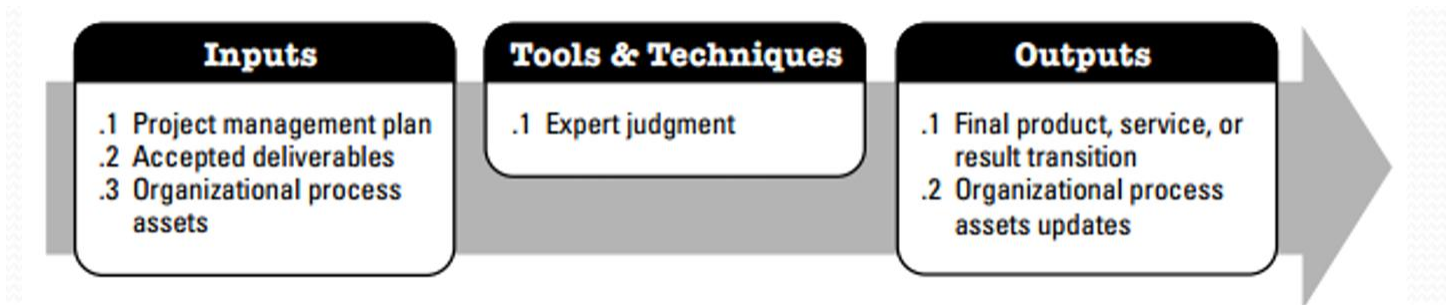 Inputs
.1 Project management plan
.2 Accepted deliverables
.3 Organizational process
assets
Tools & Techniques
.1 Expert judgment
Outputs
.1 Final product, service, or
result transition
.2 Organizational process
assets updates